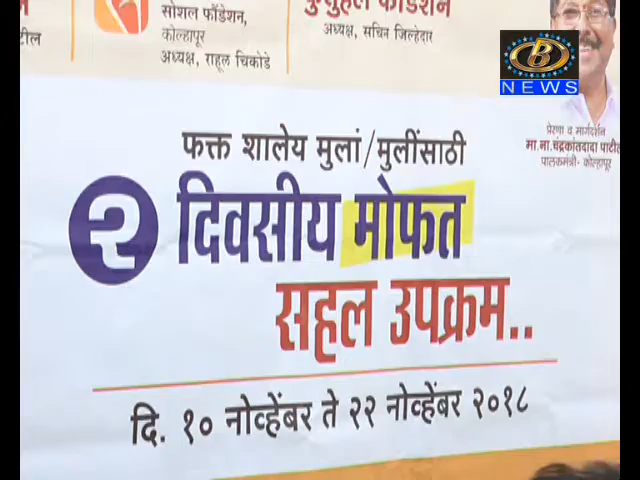 सोशल फौंडेशन,
कोल्हापूर
अध्यक्ष, राहूल चिकोडे
अध्यक्ष, सचिन जिल्हेदार
B
NEWS
प्रेरणा व मार्गदर्शन
मा.ना.चंद्रकांतदादा पाटील
पालकमंत्री- कोल्हापूर
फक्त शालेय मुलां/मुलींसाठी
२ दिवसीय मोफत
सहल उपक्रम..
दि. १० नोव्हेंबर ते २२ नोव्हेंबर २०१८